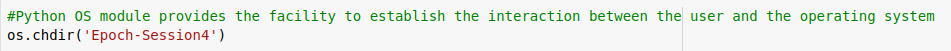 #Python OS module provides the facility to establish the interaction between the user and the operating system
os.chdir('Epoch-Session4')